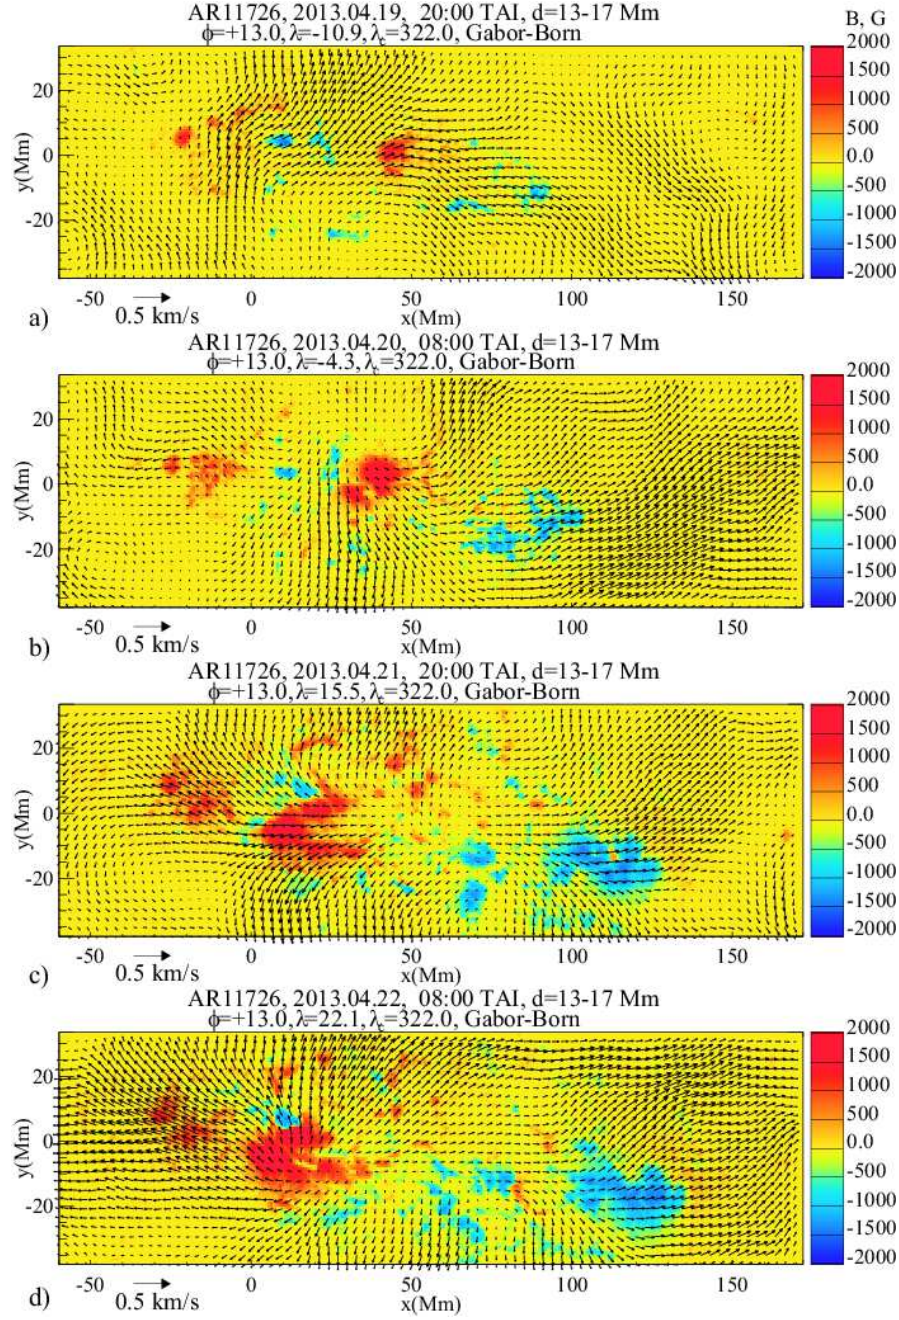 AR11726, 2013.04.19, 20:00 TAI, d=13-17 Mm
ϕ=+13.0, λ=-10.9, λc=322.0, Gabor-Born
B, G
2000
1500
1000
500
0.0
-500
-1000
-1500
-2000
y(Mm)
20
0
-20
-50
0
50
100
150
0.5 km/s
x(Mm)
a)
AR11726, 2013.04.20, 08:00 TAI, d=13-17 Mm
ϕ=+13.0, λ=-4.3, λc=322.0, Gabor-Born
2000
1500
1000
500
0.0
-500
-1000
-1500
-2000
y(Mm)
20
0
-20
-50
0
50
100
150
0.5 km/s
x(Mm)
b)
AR11726, 2013.04.21, 20:00 TAI, d=13-17 Mm
ϕ=+13.0, λ=15.5, λc=322.0, Gabor-Born
2000
1500
1000
500
0.0
-500
-1000
-1500
-2000
y(Mm)
20
0
-20
-50
0
50
100
150
0.5 km/s
x(Mm)
c)
AR11726, 2013.04.22, 08:00 TAI, d=13-17 Mm
ϕ=+13.0, λ=22.1, λc=322.0, Gabor-Born
2000
1500
1000
500
0.0
-500
-1000
-1500
-2000
y(Mm)
20
0
-20
-50
0
50
100
150
0.5 km/s
x(Mm)
d)